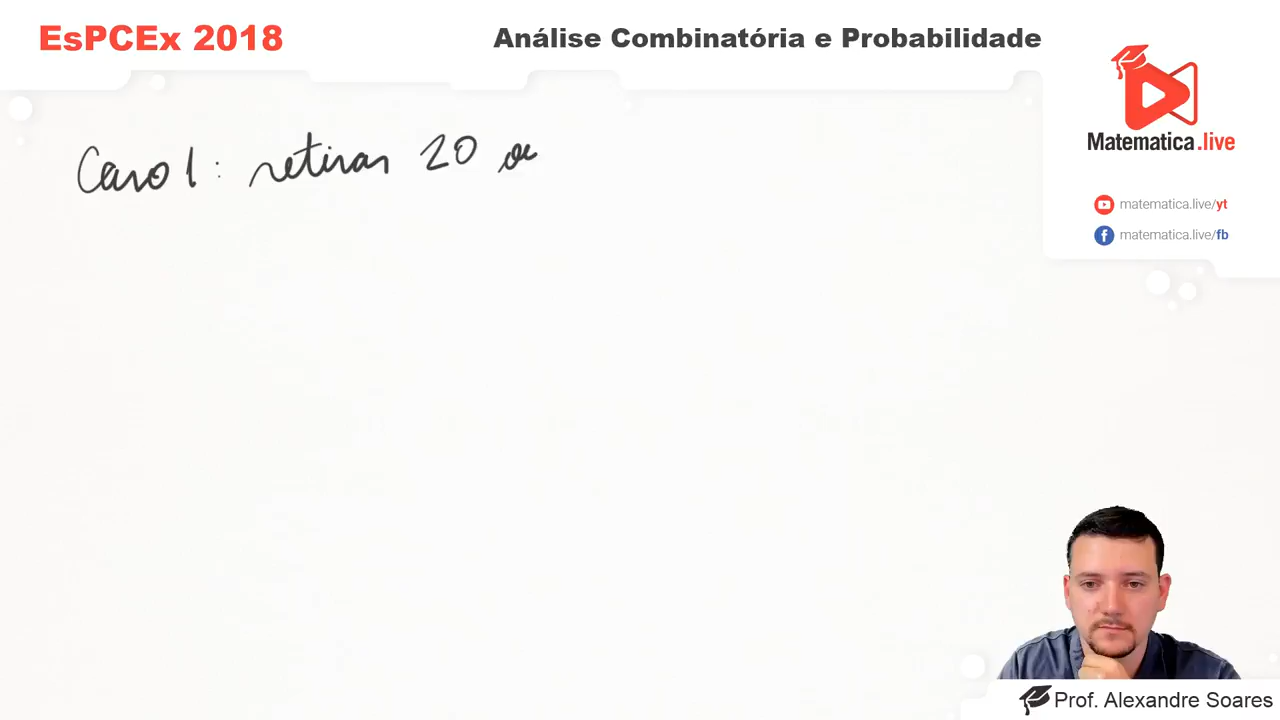 EsPCEx 2018
Análise Combinatória e Probabilidade
Matematica.live
matematica.live/yt
matematica.live/fb
Caso 1: retirar 20 ou
Prof. Alexandre Soares